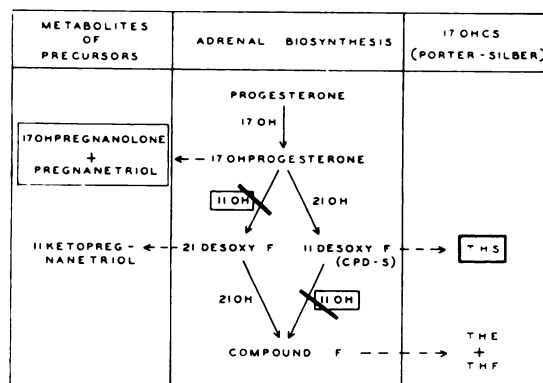 METABOLITES
OF
PRECURSORS
ADRENAL BIOSYNTHESIS
17 OHCS
(PORTER-SILBER)
PROGESTERONE
17 OH
17 OHPREGNANOLONE
+
PREGNANETRIOL
17 OHPROGESTERONE
11 OH
21 OH
11 KETOPREG-
NANETRIOL
21 DESOXY F
11 DESOXY F
(CPD-S)
THS
21 OH
11 OH
COMPOUND F
THE
+
THF